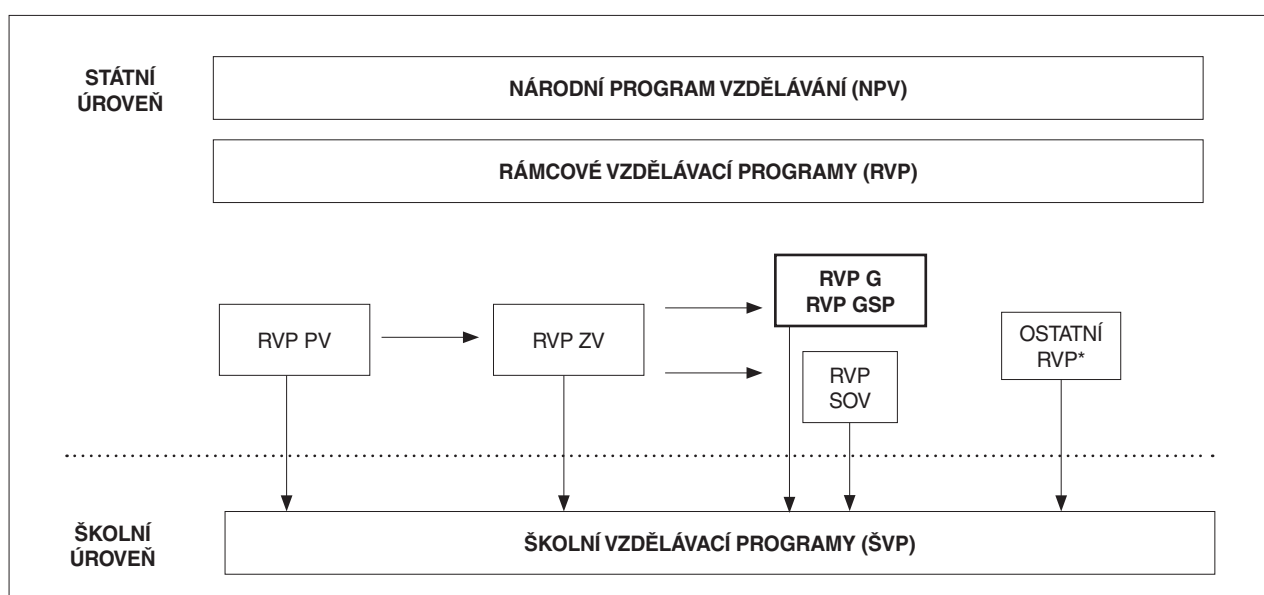 STÁTNÍ
ÚROVEŇ
NÁRODNÍ PROGRAM VZDĚLÁVÁNÍ (NPV)
RÁMCOVÉ VZDĚLÁVACÍ PROGRAMY (RVP)
RVP PV
RVP ZV
RVP G
RVP GSP
RVP
SOV
OSTATNÍ
RVP*
ŠKOLNÍ
ÚROVEŇ
ŠKOLNÍ VZDĚLÁVACÍ PROGRAMY (ŠVP)